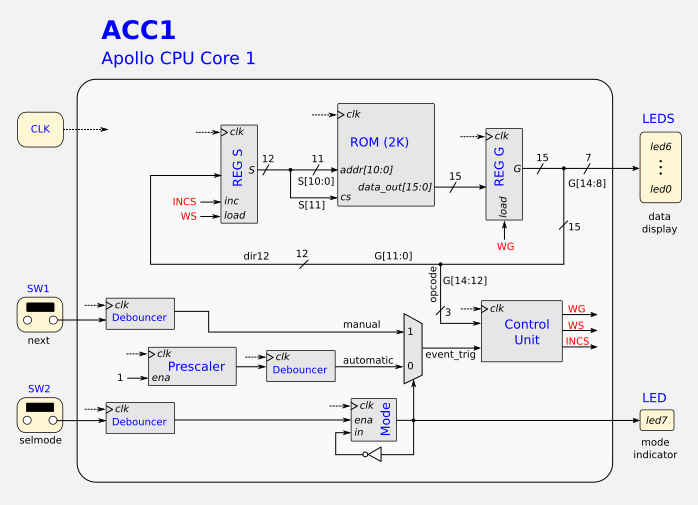 ACC1
Apollo CPU Core 1
CLK
clk
REG S
S
inc
load
INCS
WS
12
11
S[10:0]
S[11]
clk
ROM (2K)
addr[10:0]
data_out[15:0]
cs
15
clk
REG G
G
load
WG
15
7
G[14:8]
15
LEDS
led6
led0
data
display
dir12
12
G[11:0]
opcode
G[14:12]
3
SW1
next
clk
Debouncer
manual
1
0
clk
Prescaler
1
ena
clk
Debouncer
automatic
event_trig
clk
Control
Unit
WG
WS
INCS
SW2
selmode
clk
Debouncer
clk
ena
in
Mode
LED
led7
mode
indicator